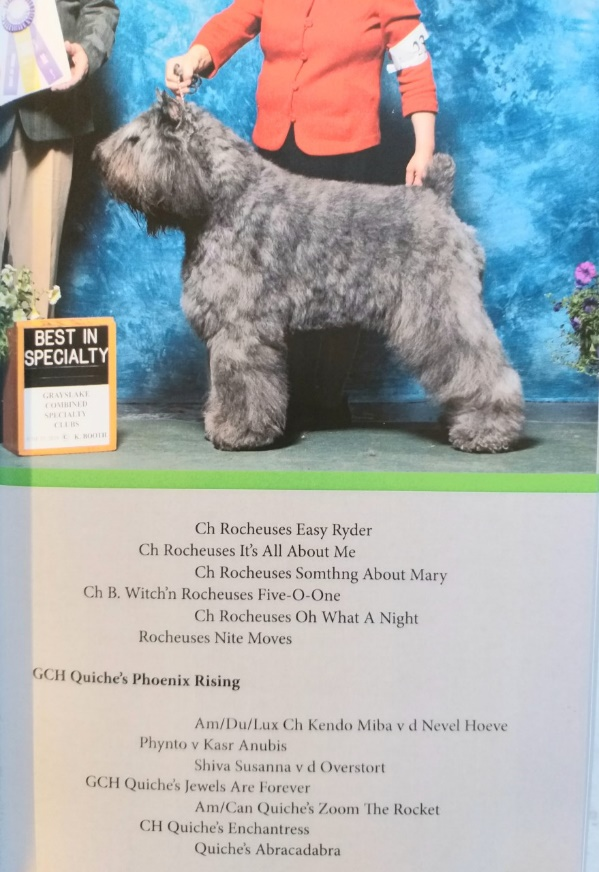 BEST IN
SPECIALTY
GRAYSLAKE
COMBINED
SPECIALTY
CLUBS
K. BOOTH
Ch Rocheuses Easy Ryder
Ch Rocheuses It's All About Me
Ch Rocheuses Somthng About Mary
Ch B. Witch'n Rocheuses Five-O-One
Ch Rocheuses Oh What A Night
Rocheuses Nite Moves
GCH Quiche's Phoenix Rising
Am/Du/Lux Ch Kendo Miba v d Nevel Hoeve
Phynto v Kasr Anubis
Shiva Susanna v d Overstort
GCH Quiche's Jewels Are Forever
Am/Can Quiche's Zoom The Rocket
CH Quiche's Enchantress
Quiche's Abracadabra